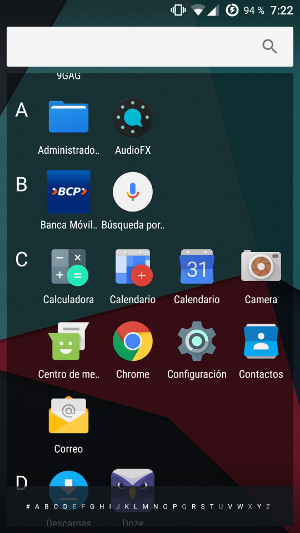 94 % 7:22
9GAG
A
Administrado.. AudioFX
B
BCP
Banca Móvil.. Búsqueda por..
C
31
Calculadora Calendario Calendario Camera
Centro de me.. Chrome Configuración Contactos
Correo
D
# A B C D E F G H I J K L M N O P Q R S T U V W X Y Z
Descargas Doze